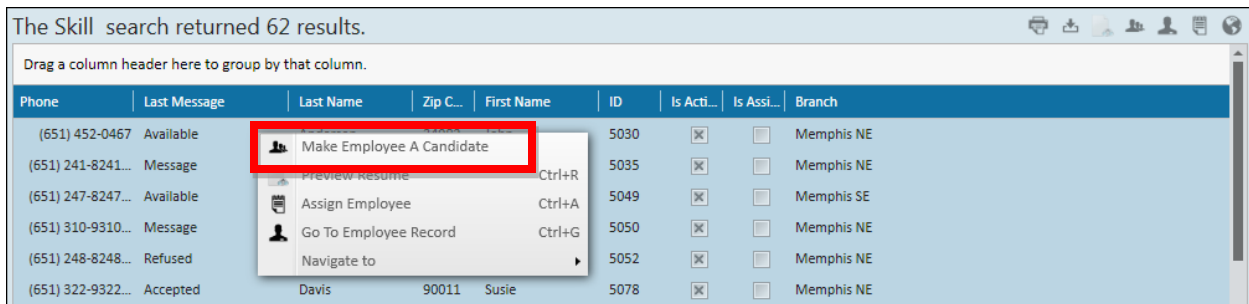 The Skill  search returned 62 results.
Drag a column header here to group by that column.
Phone Last Message Last Name Zip C... First Name ID Is Acti... Is Assi... Branch
(651) 452-0467 Available 5030 Memphis NE
Make Employee A Candidate
(651) 241-8241... Message 5035 Memphis NE
Preview Resume Ctrl+R
(651) 247-8247... Available 5049 Memphis SE
Assign Employee Ctrl+A
(651) 310-9310... Message 5050 Memphis NE
Go To Employee Record Ctrl+G
(651) 248-8248... Refused 5052 Memphis NE
Navigate to
(651) 322-9322... Accepted Davis 90011 Susie 5078 Memphis NE